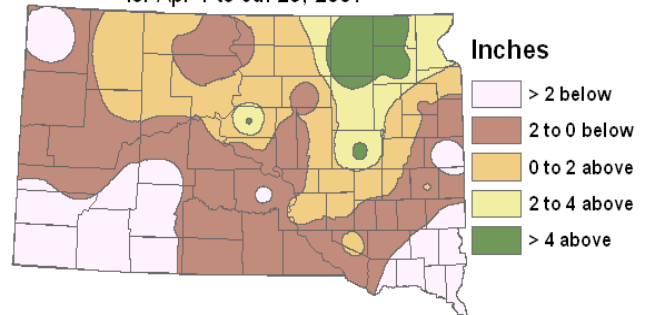 Inches
> 2 below
2 to 0 below
0 to 2 above
2 to 4 above
> 4 above